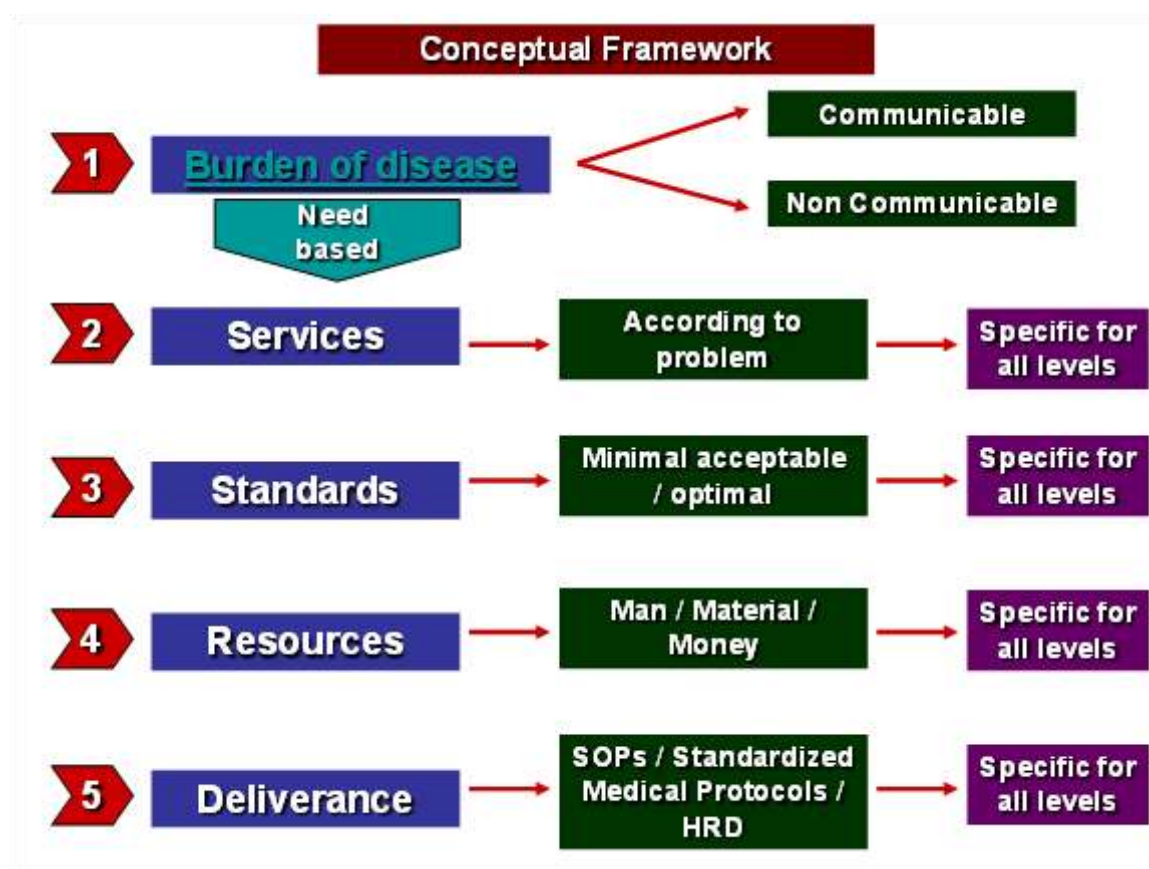 Conceptual Framework
Communicable
1
Burden of disease
Non Communicable
Need
based
2
Services
According to
problem
Specific for
all levels
3
Standards
Minimal acceptable
/ optimal
Specific for
all levels
4
Resources
Man / Material /
Money
Specific for
all levels
5
Deliverance
SOPs / Standardized
Medical Protocols /
HRD
Specific for
all levels